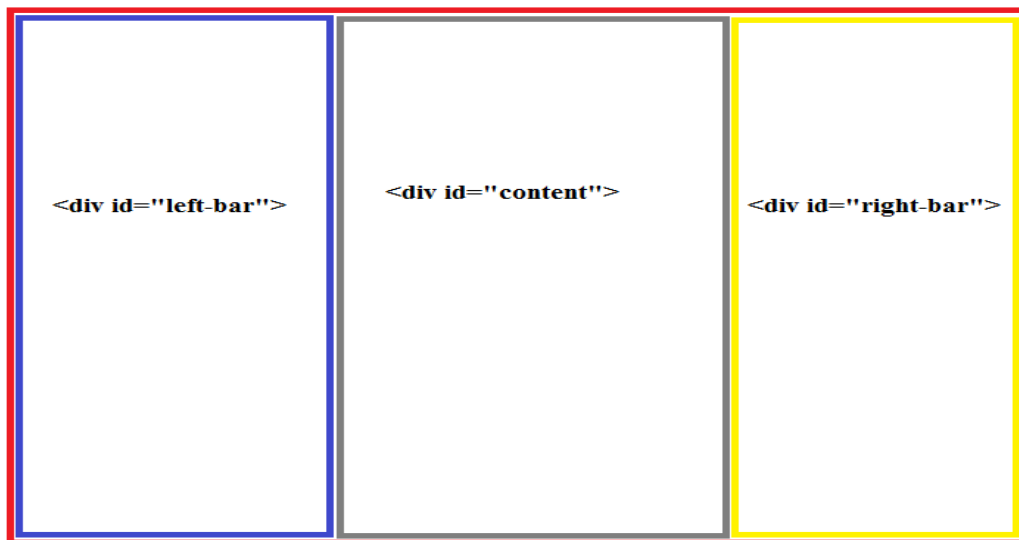 <div id="left-bar">
<div id="content">
<div id="right-bar">